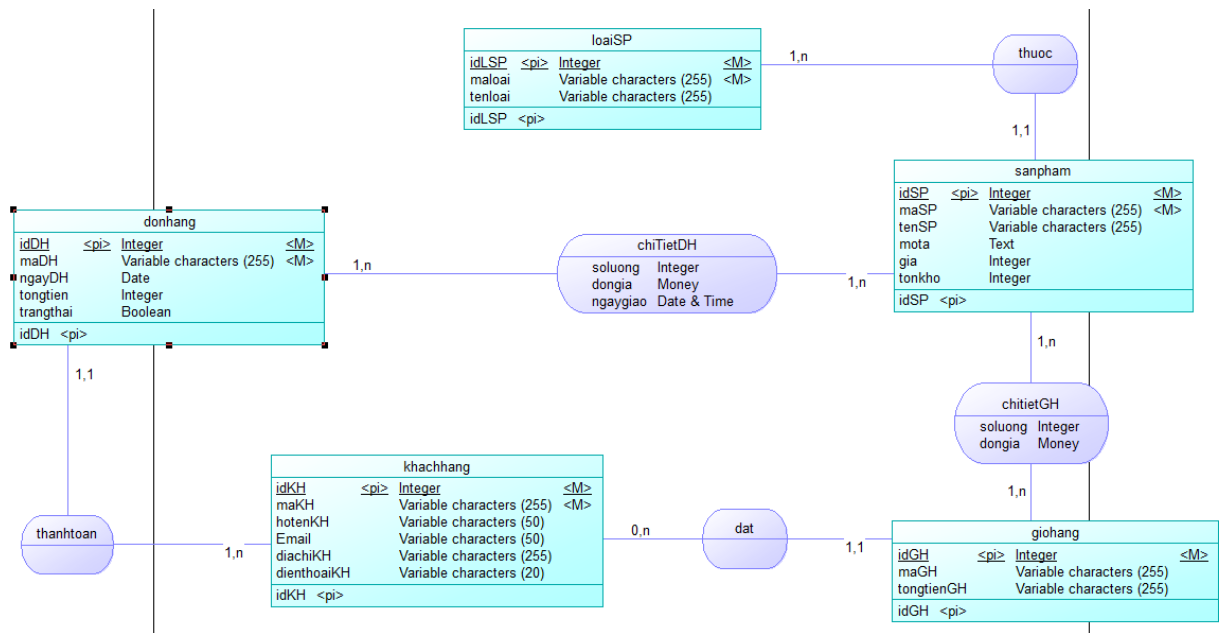 loaiSP
idLSP <pi> Integer <M>
maloai Variable characters (255) <M>
tenloai Variable characters (255)
idLSP <pi>
1,n
thuoc
1,1
sanpham
idSP <pi> Integer <M>
maSP Variable characters (255) <M>
tenSP Variable characters (255)
mota Text
gia Integer
tonkho Integer
idSP <pi>
donhang
idDH <pi> Integer <M>
maDH Variable characters (255) <M>
ngayDH Date
tongtien Integer
trangthai Boolean
idDH <pi>
1,n
chiTietDH
soluong Integer
dongia Money
ngaygiao Date & Time
1,n
1,n
chitietGH
soluong Integer
dongia Money
1,n
1,1
thanhtoan
1,n
khachhang
idKH <pi> Integer <M>
maKH Variable characters (255) <M>
hotenKH Variable characters (50)
Email Variable characters (50)
diachiKH Variable characters (255)
dienthoaiKH Variable characters (20)
idKH <pi>
0,n
dat
1,1
giohang
idGH <pi> Integer <M>
maGH Variable characters (255)
tongtienGH Variable characters (255)
idGH <pi>